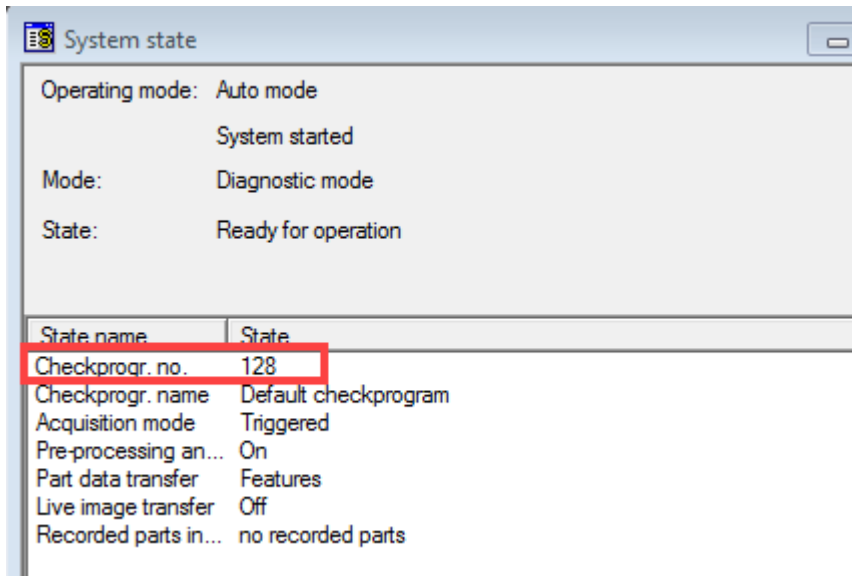 System state
Operating mode: Auto mode
System started
Mode: Diagnostic mode
State: Ready for operation
State name State
Checkprogr. no. 128
Checkprogr. name Default checkprogram
Acquisition mode Triggered
Pre-processing an... On
Part data transfer Features
Live image transfer Off
Recorded parts in... no recorded parts